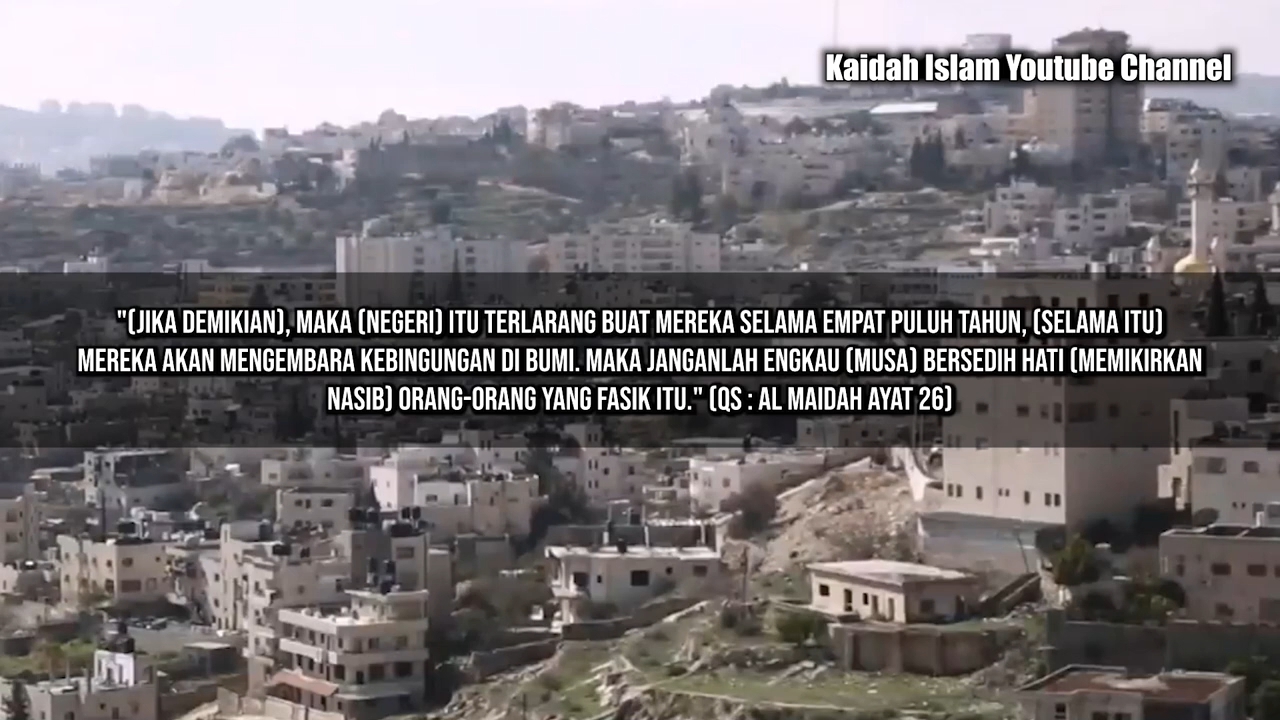 Kaidah Islam Youtube Channel
"(JIKA DEMIKIAN), MAKA (NEGERI) ITU TERLARANG BUAT MEREKA SELAMA EMPAT PULUH TAHUN, (SELAMA ITU)
MEREKA AKAN MENGEMBARA KEBINGUNGAN DI BUMI. MAKA JANGANLAH ENGKAU (MUSA) BERSEDIH HATI (MEMIKIRKAN
NASIB) ORANG-ORANG YANG FASIK ITU." (QS : AL MAIDAH AYAT 26)